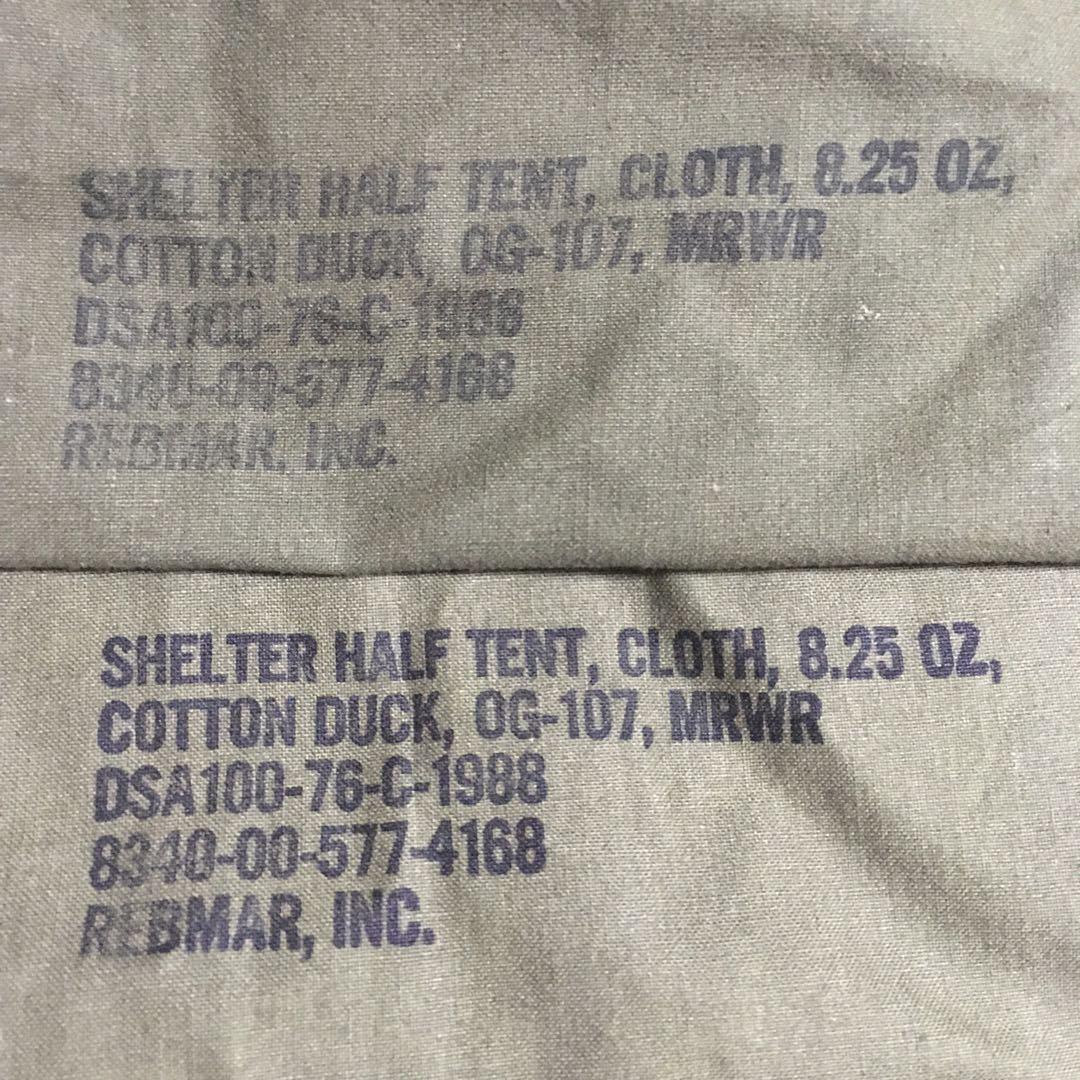 SHELTER HALF TENT, CLOTH, 8.25 OZ,
COTTON DUCK, OG-107, MRWR
DSA100-76-C-1988
8340-00-577-4168
REBMAR, INC.
SHELTER HALF TENT, CLOTH, 8.25 OZ,
COTTON DUCK, OG-107, MRWR
DSA100-76-C-1988
8340-00-577-4168
REBMAR, INC.